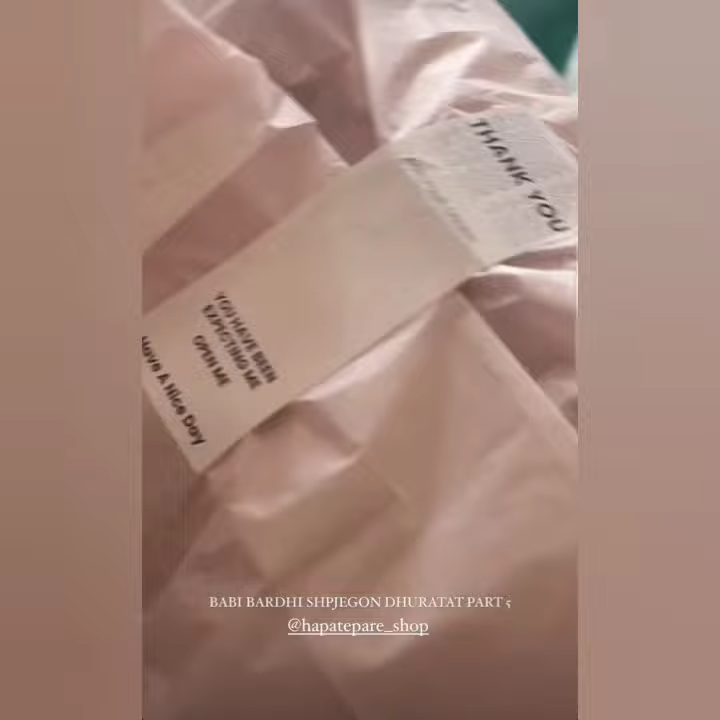 THANK YOU
YOU HAVE BEEN
EXPECTING ME
OPEN ME
Have A Nice Day
BABI BARDHI SHPJEGON DHURATAT PART 5
@hapatepare_shop